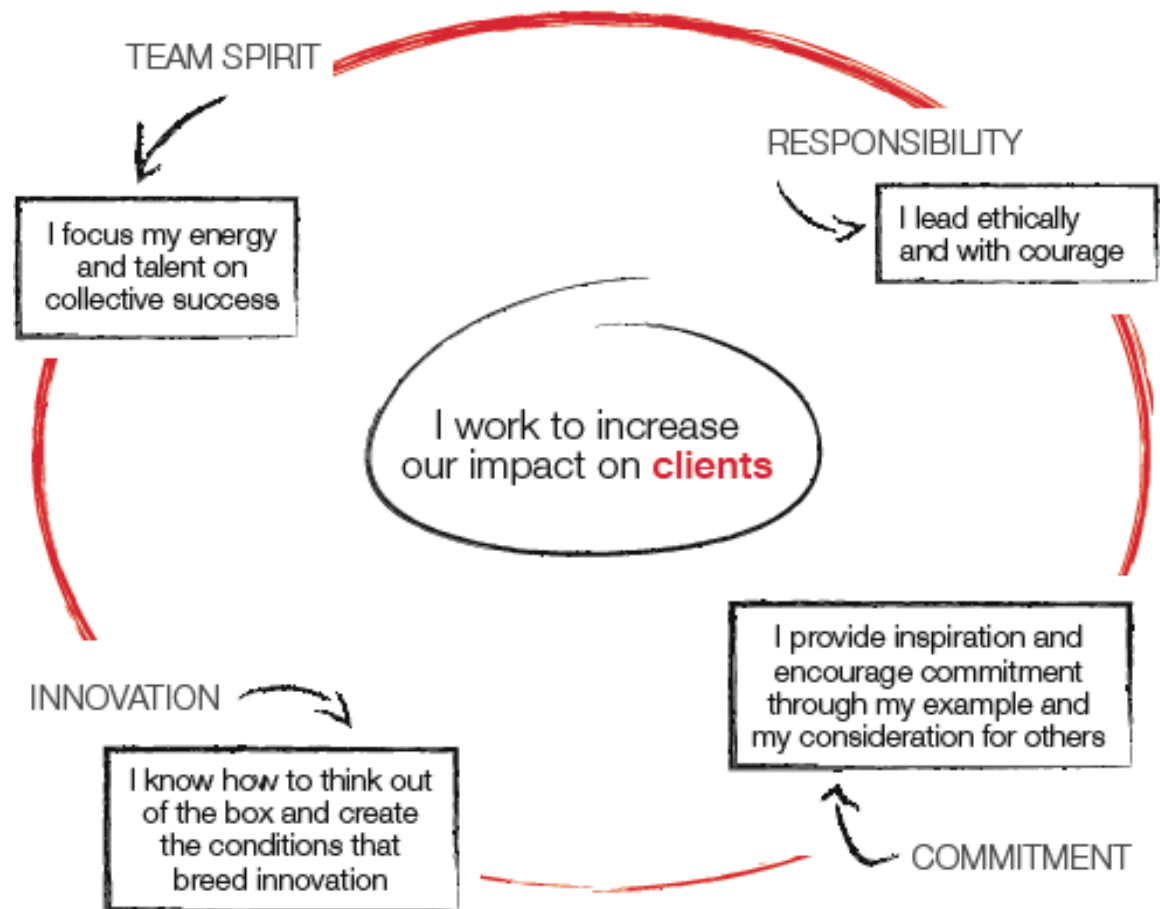 TEAM SPIRIT
I focus my energy
and talent on
collective success
RESPONSIBILITY
I lead ethically
and with courage
I work to increase
our impact on clients
INNOVATION
I know how to think out
of the box and create
the conditions that
breed innovation
I provide inspiration and
encourage commitment
through my example and
my consideration for others
COMMITMENT